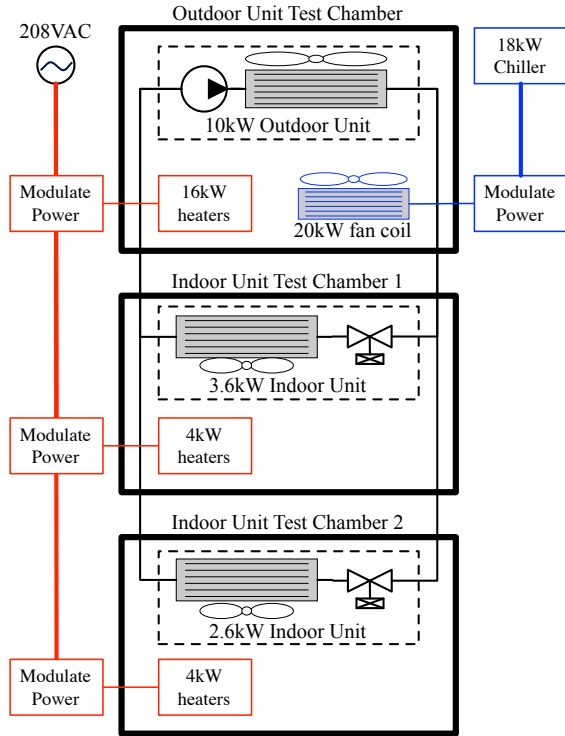 Outdoor Unit Test Chamber
208VAC
18kW
Chiller
10kW Outdoor Unit
Modulate
Power
16kW
heaters
20kW fan coil
Modulate
Power
Indoor Unit Test Chamber 1
3.6kW Indoor Unit
Modulate
Power
4kW
heaters
Indoor Unit Test Chamber 2
2.6kW Indoor Unit
Modulate
Power
4kW
heaters